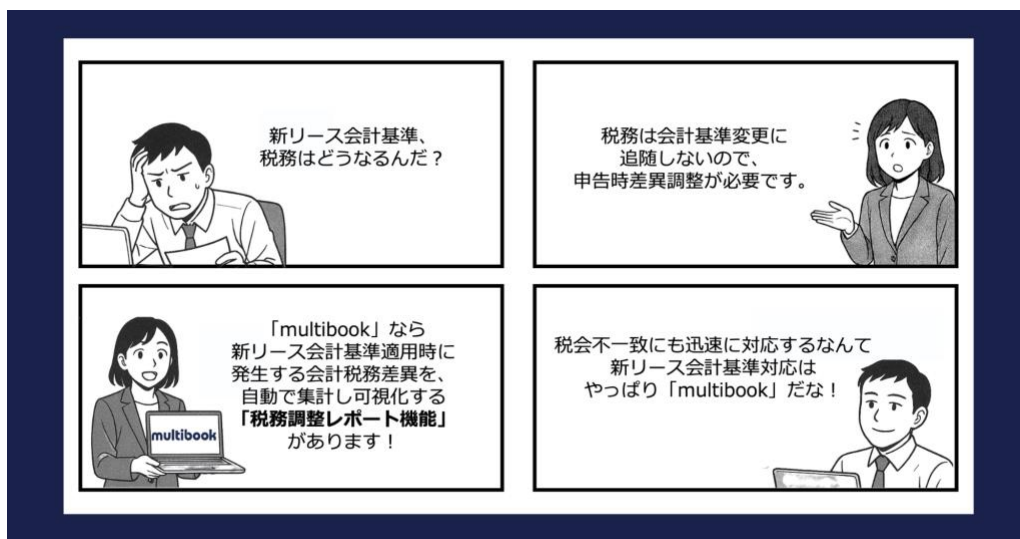 新リース会計基準、
税務はどうなるんだ？
税務は会計基準変更に
追随しないので、
申告時差異調整が必要です。
「multibook」なら
新リース会計基準適用時に
発生する会計税務差異を、
自動で集計し可視化する
「税務調整レポート機能」
があります！
multibook
税会不一致にも迅速に対応するなんて
新リース会計基準対応は
やっぱり「multibook」だな！